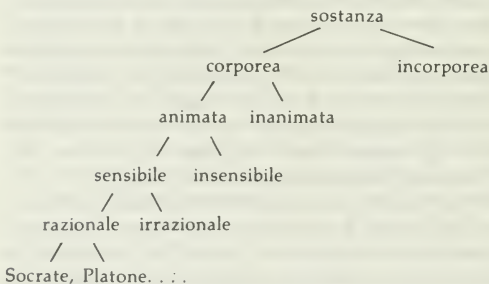 sostanza
corporea incorporea
animata inanimata
sensibile insensibile
razionale irrazionale
Socrate, Platone. . . .